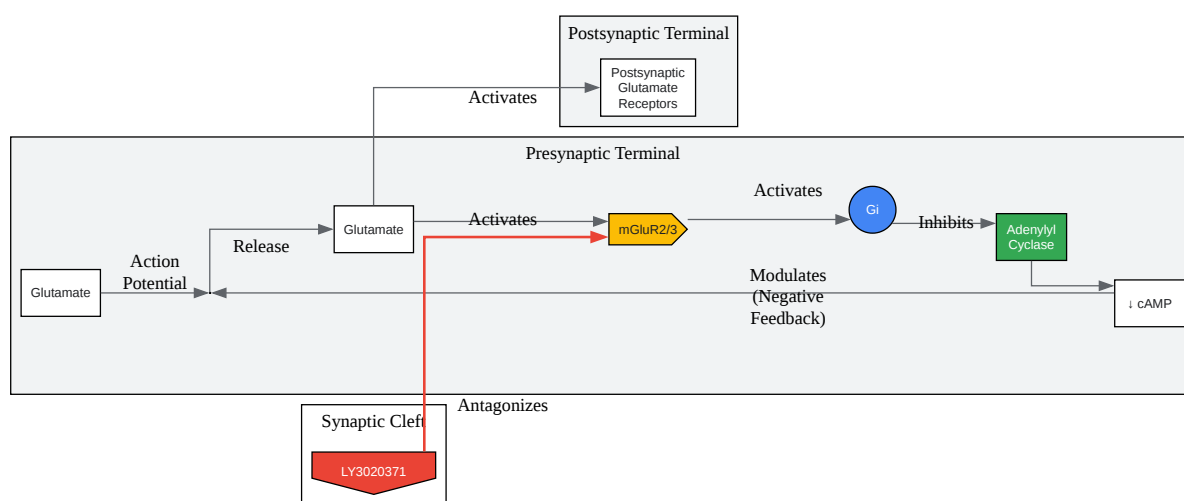 Postsynaptic Terminal
Postsynaptic
Glutamate
Receptors
Activates
Presynaptic Terminal
Activates
Gi
Glutamate
Activates
mGluR2/3
Inhibits
Adenylyl
Cyclase
Release
Action
Potential
Glutamate
Modulates
(Negative
Feedback)
↓ cAMP
Antagonizes
Synaptic Cleft
LY3020371